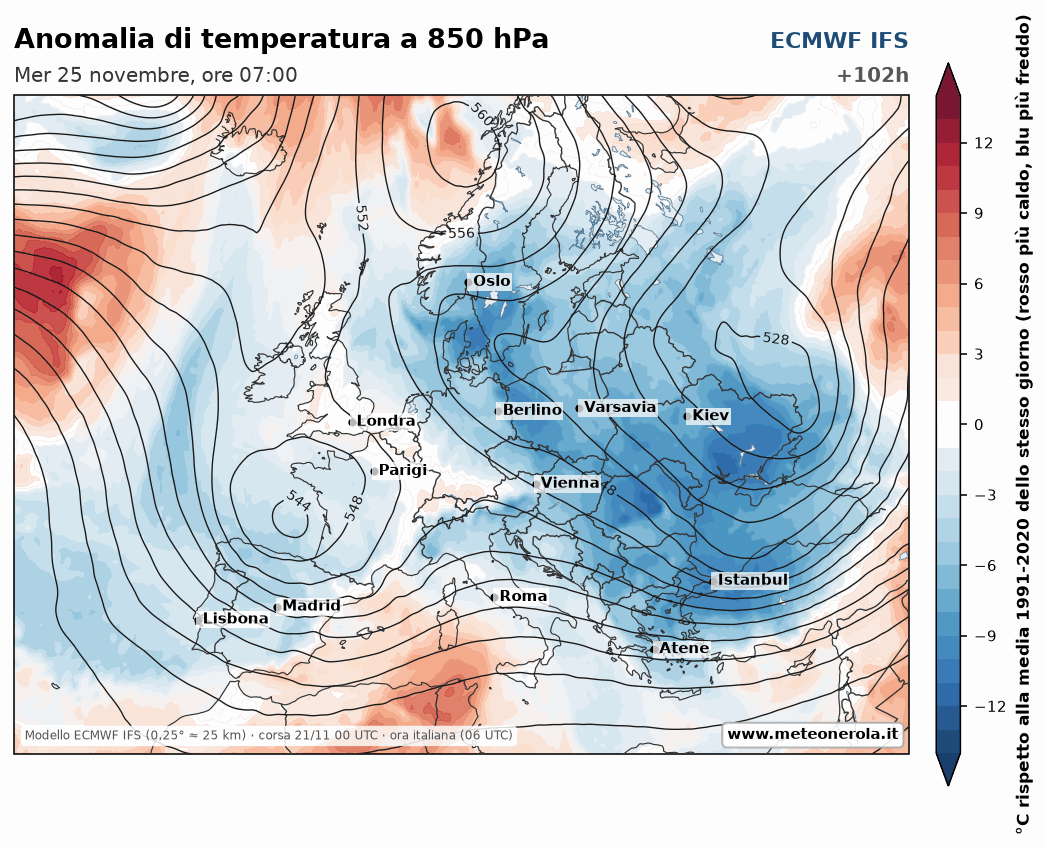 Anomalia di temperatura a 850 hPa
ECMWF IFS
Mer 25 novembre, ore 07:00
+102h
560
552
556
Oslo
528
Berlino
Varsavia
Kiev
Londra
Parigi
Vienna
48
544
548
Istanbul
Roma
Madrid
Lisbona
Atene
Modello ECMWF IFS (0,25° ≈ 25 km) · corsa 21/11 00 UTC · ora italiana (06 UTC)
www.meteonerola.it
12
9
6
3
0
−3
−6
−9
−12
°C rispetto alla media 1991-2020 dello stesso giorno (rosso più caldo, blu più freddo)